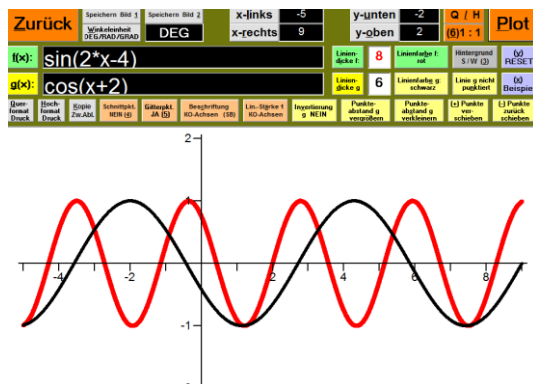 Zurück
Speichern Bild 1
Speichern Bild 2
Winkeleinheit
DEG/RAD/GRAD
DEG
x-links -5
x-rechts 9
y-unten -2
y-oben 2
Q / H
(6)1 : 1
Plot
f(x): sin(2*x-4)
Linien-
dicke f: 8
Linienfarbe f:
rot
Hintergrund
S / W (3)
(y)
RESET
g(x): cos(x+2)
Linien-
dicke g 6
Linienfarbe g:
schwarz
Linie g nicht
punktiert
(x)
Beispie
Quer-
format
Druck
Hoch-
format
Druck
Kopie
Zw.Abl.
Schnittpkt.
NEIN (4)
Gitterpkt.
JA (5)
Beschriftung
KO-Achsen (SB)
Lin.-Stärke 1
KO-Achsen
Invertierung
g NEIN
Punkte-
abstand g
vergrößern
Punkte-
abstand g
verkleinern
(+) Punkte
ver-
schieben
(-) Punkte
zurück
schieben
2
1
-4 -2 0 2 4 6 8
-1